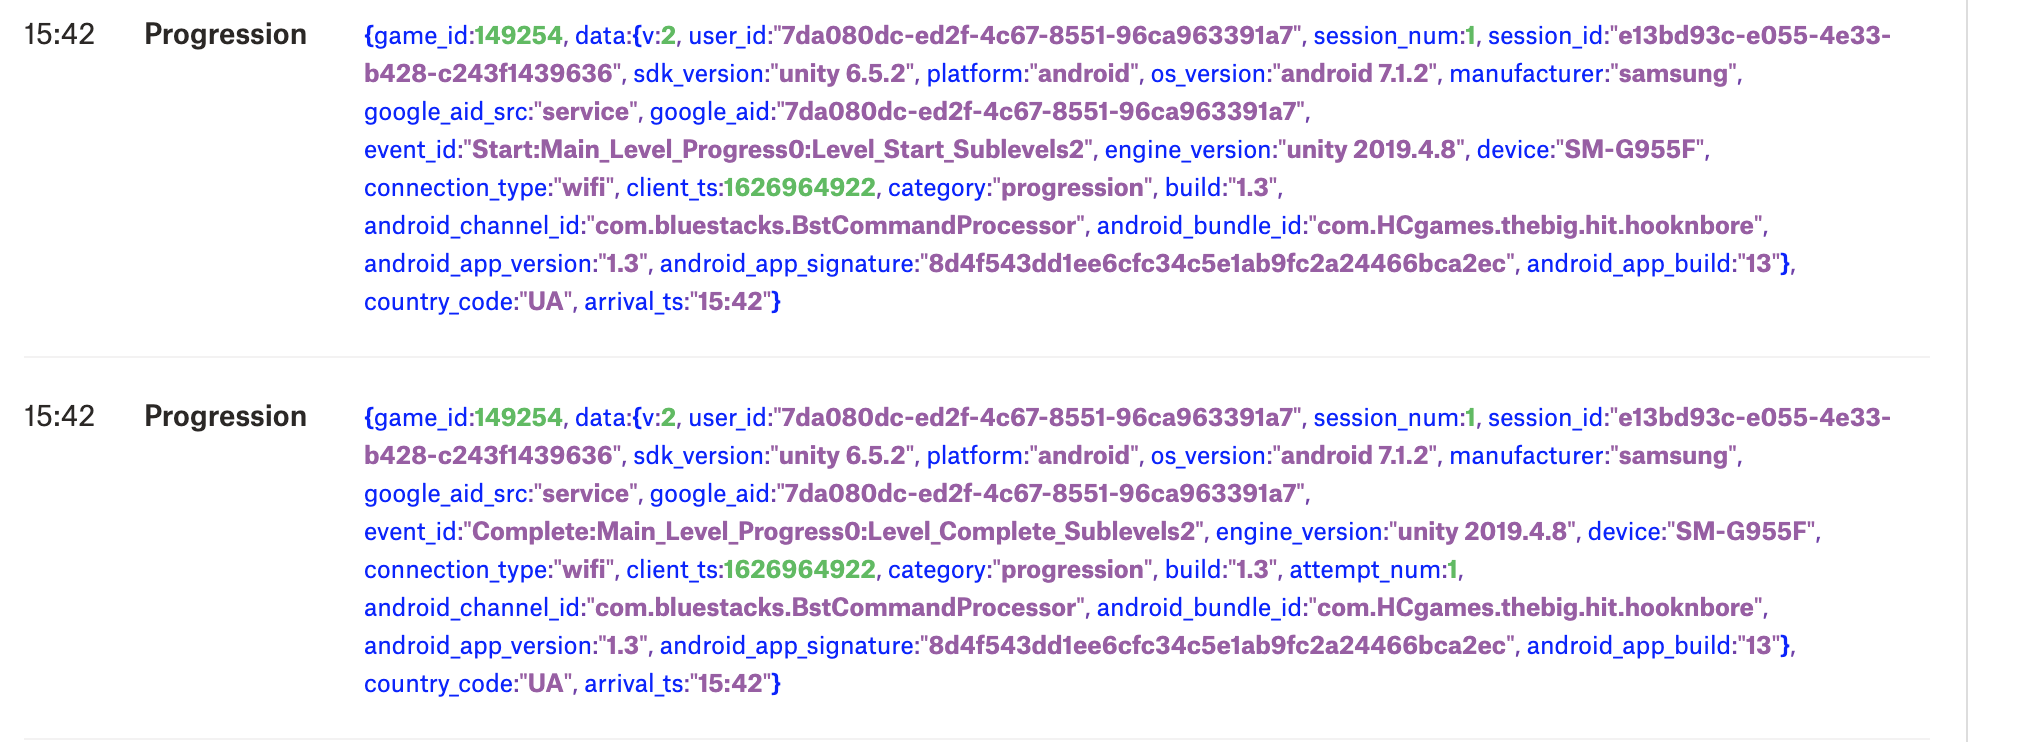 15:42 Progression {game_id:149254, data:{v:2, user_id:"7da080dc-ed2f-4c67-8551-96ca963391a7", session_num:1, session_id:"e13bd93c-e055-4e33-
b428-c243f1439636", sdk_version:"unity 6.5.2", platform:"android", os_version:"android 7.1.2", manufacturer:"samsung",
google_aid_src:"service", google_aid:"7da080dc-ed2f-4c67-8551-96ca963391a7",
event_id:"Start:Main_Level_Progress0:Level_Start_Sublevels2", engine_version:"unity 2019.4.8", device:"SM-G955F",
connection_type:"wifi", client_ts:1626964922, category:"progression", build:"1.3",
android_channel_id:"com.bluestacks.BstCommandProcessor", android_bundle_id:"com.HCgames.thebig.hit.hooknbore",
android_app_version:"1.3", android_app_signature:"8d4f543dd1ee6cfc34c5e1ab9fc2a24466bca2ec", android_app_build:"13"},
country_code:"UA", arrival_ts:"15:42"}
15:42 Progression {game_id:149254, data:{v:2, user_id:"7da080dc-ed2f-4c67-8551-96ca963391a7", session_num:1, session_id:"e13bd93c-e055-4e33-
b428-c243f1439636", sdk_version:"unity 6.5.2", platform:"android", os_version:"android 7.1.2", manufacturer:"samsung",
google_aid_src:"service", google_aid:"7da080dc-ed2f-4c67-8551-96ca963391a7",
event_id:"Complete:Main_Level_Progress0:Level_Complete_Sublevels2", engine_version:"unity 2019.4.8", device:"SM-G955F",
connection_type:"wifi", client_ts:1626964922, category:"progression", build:"1.3", attempt_num:1,
android_channel_id:"com.bluestacks.BstCommandProcessor", android_bundle_id:"com.HCgames.thebig.hit.hooknbore",
android_app_version:"1.3", android_app_signature:"8d4f543dd1ee6cfc34c5e1ab9fc2a24466bca2ec", android_app_build:"13"},
country_code:"UA", arrival_ts:"15:42"}